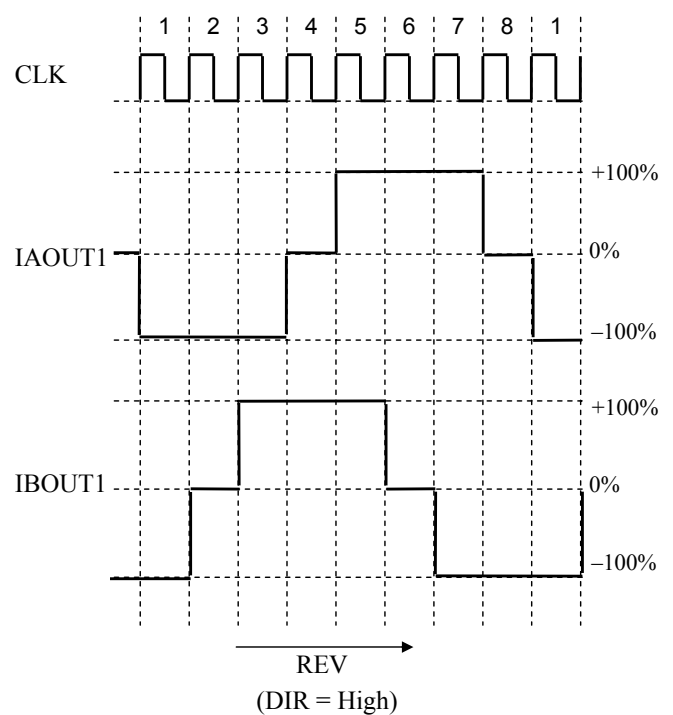 1 2 3 4 5 6 7 8 1
CLK
+100%
IAOUT1
0%
–100%
+100%
IBOUT1
0%
–100%
REV
(DIR = High)